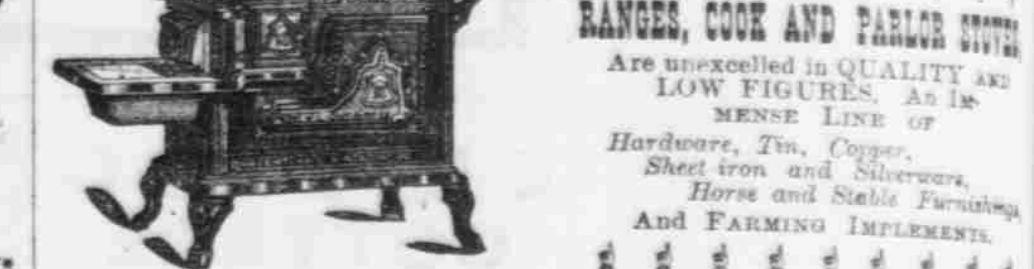 RANGES, COOK AND PARLOR STOVES,
Are unexcelled in QUALITY AND
LOW FIGURES. An Im-
mense Line of
Hardware, Tin, Copper,
Sheet iron and Silverware,
Horse and Stable Furnishings,
And Farming Implements.